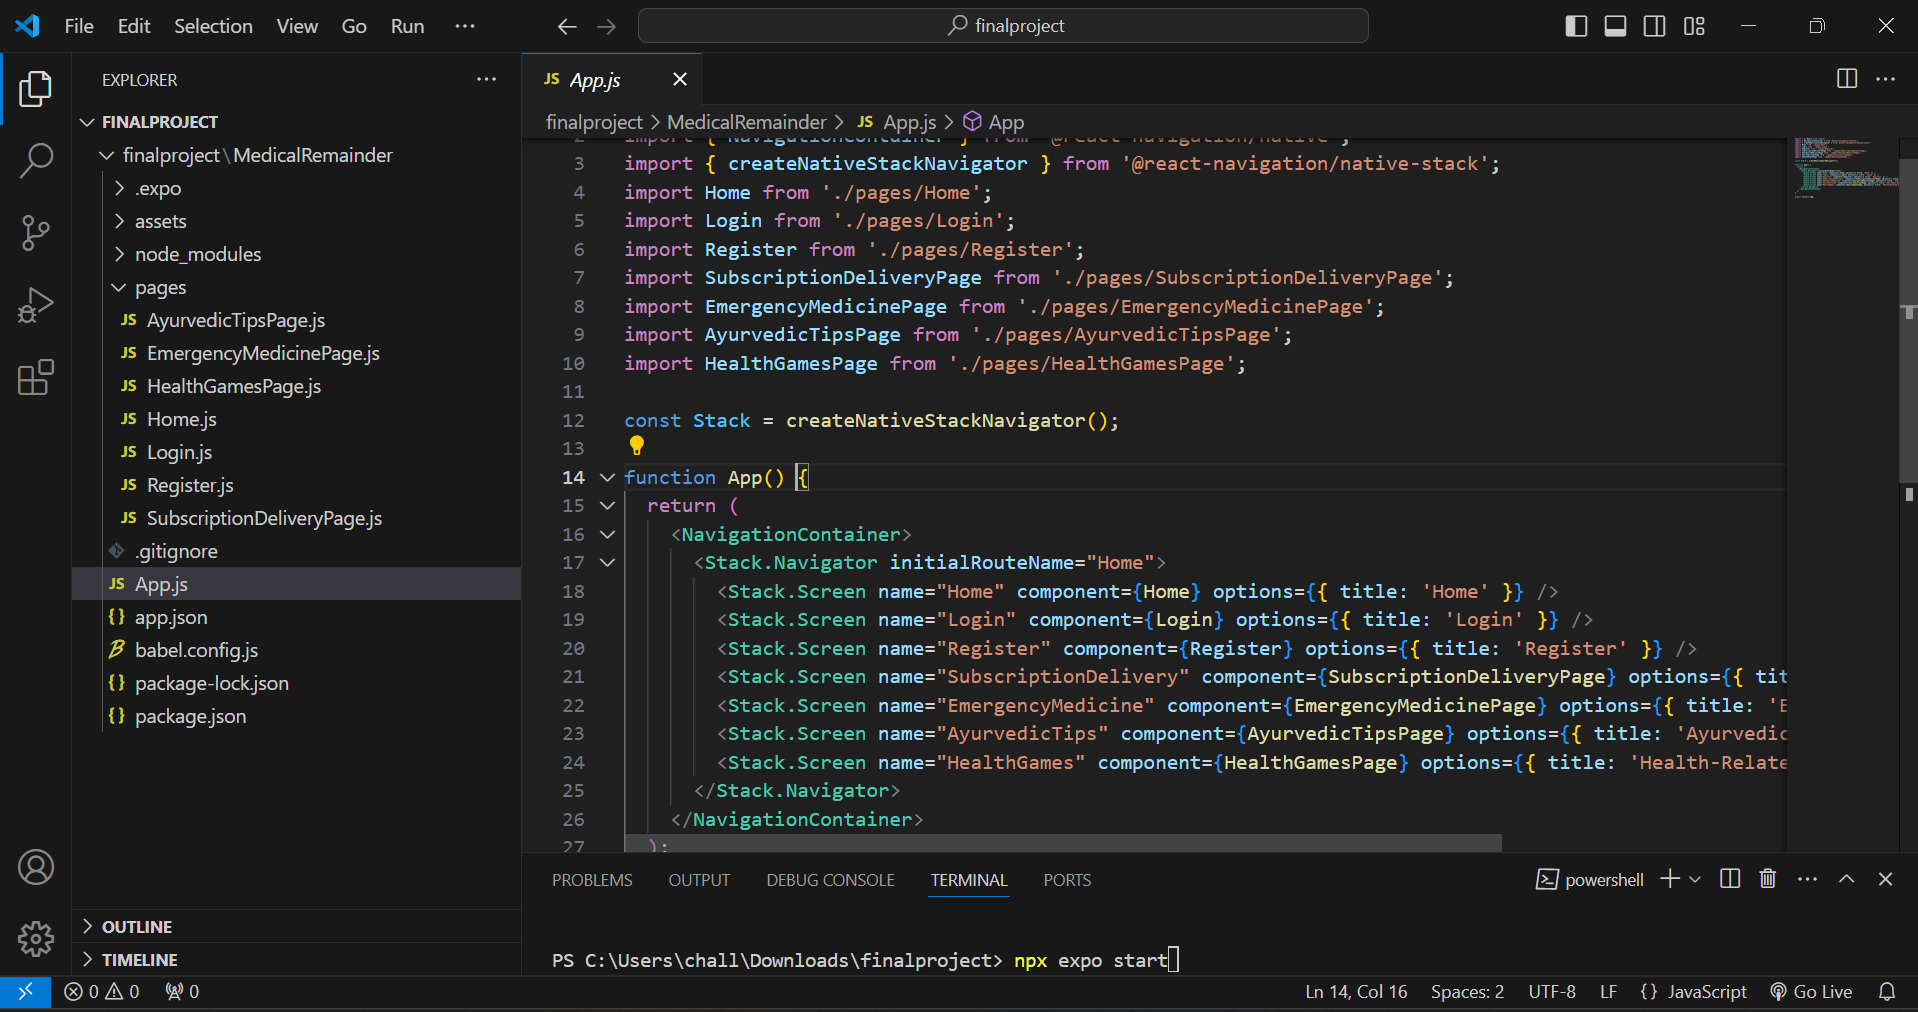 File Edit Selection View Go Run ···
finalproject
EXPLORER
FINALPROJECT
finalproject\MedicalRemainder
.expo
assets
node_modules
pages
JS AyurvedicTipsPage.js
JS EmergencyMedicinePage.js
JS HealthGamesPage.js
JS Home.js
JS Login.js
JS Register.js
JS SubscriptionDeliveryPage.js
.gitignore
JS App.js
{} app.json
babel.config.js
{} package-lock.json
{} package.json
OUTLINE
TIMELINE
JS App.js
finalproject > MedicalRemainder > JS App.js > App
2 import { NavigationContainer } from '@react-navigation/native';
3 import { createNativeStackNavigator } from '@react-navigation/native-stack';
4 import Home from './pages/Home';
5 import Login from './pages/Login';
6 import Register from './pages/Register';
7 import SubscriptionDeliveryPage from './pages/SubscriptionDeliveryPage';
8 import EmergencyMedicinePage from './pages/EmergencyMedicinePage';
9 import AyurvedicTipsPage from './pages/AyurvedicTipsPage';
10 import HealthGamesPage from './pages/HealthGamesPage';
11
12 const Stack = createNativeStackNavigator();
13
14 function App() {
15 return (
16 <NavigationContainer>
17 <Stack.Navigator initialRouteName="Home">
18 <Stack.Screen name="Home" component={Home} options={{ title: 'Home' }} />
19 <Stack.Screen name="Login" component={Login} options={{ title: 'Login' }} />
20 <Stack.Screen name="Register" component={Register} options={{ title: 'Register' }} />
21 <Stack.Screen name="SubscriptionDelivery" component={SubscriptionDeliveryPage} options={{ tit
22 <Stack.Screen name="EmergencyMedicine" component={EmergencyMedicinePage} options={{ title: 'E
23 <Stack.Screen name="AyurvedicTips" component={AyurvedicTipsPage} options={{ title: 'Ayurvedic
24 <Stack.Screen name="HealthGames" component={HealthGamesPage} options={{ title: 'Health-Relate
25 </Stack.Navigator>
26 </NavigationContainer>
27 );
PROBLEMS OUTPUT DEBUG CONSOLE TERMINAL PORTS
powershell
PS C:\Users\chall\Downloads\finalproject> npx expo start
0 0 0
Ln 14, Col 16 Spaces: 2 UTF-8 LF {} JavaScript Go Live